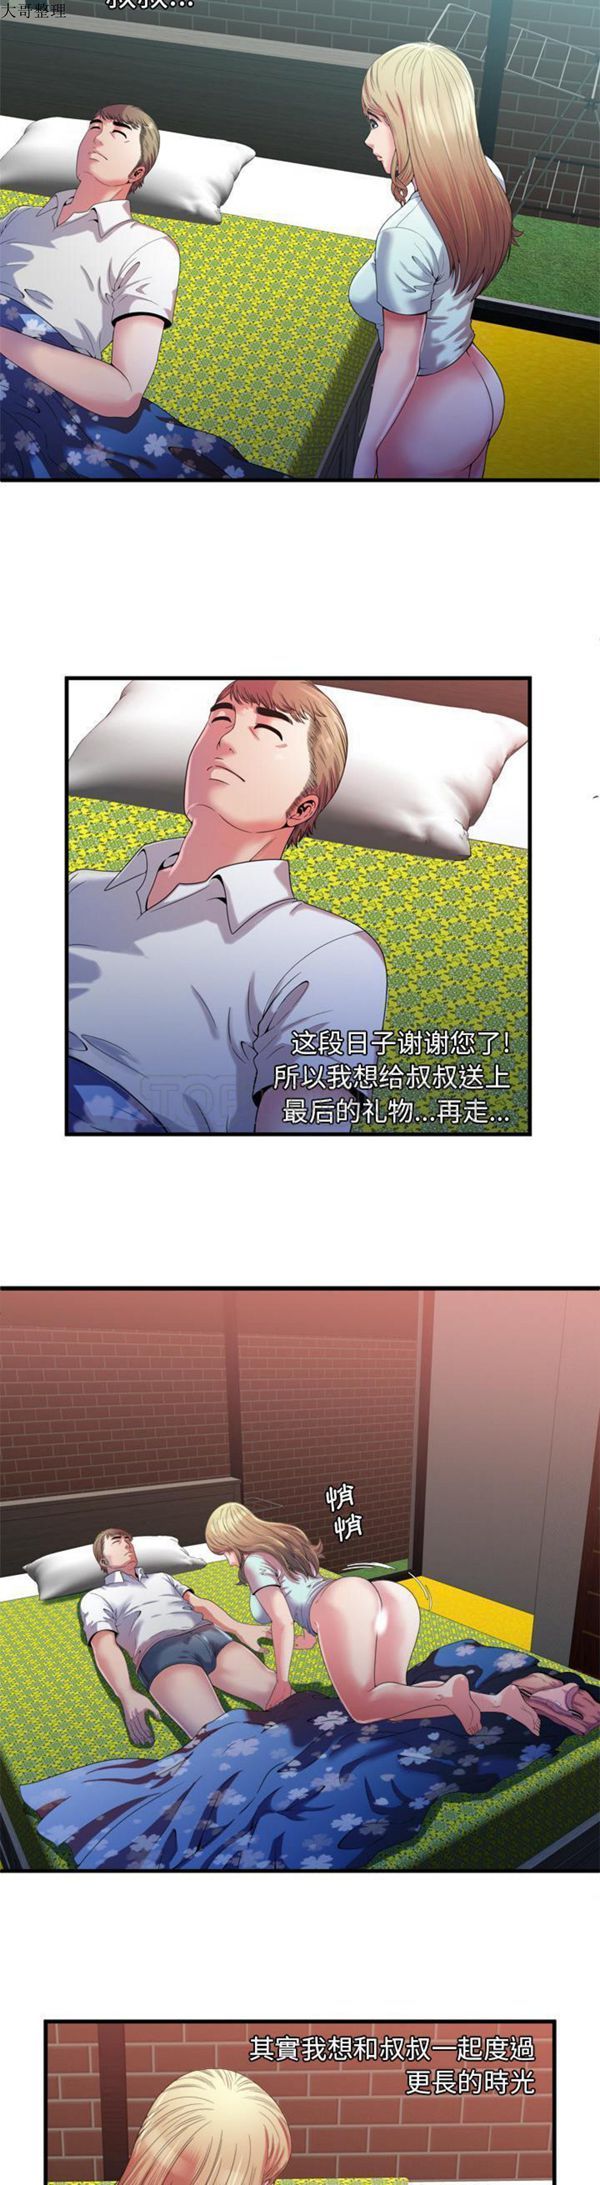 大哥整理
叔叔...
这段日子谢谢您了!
所以我想给叔叔送上
最后的礼物...再走...
悄
悄
其實我想和叔叔一起度過
更長的時光